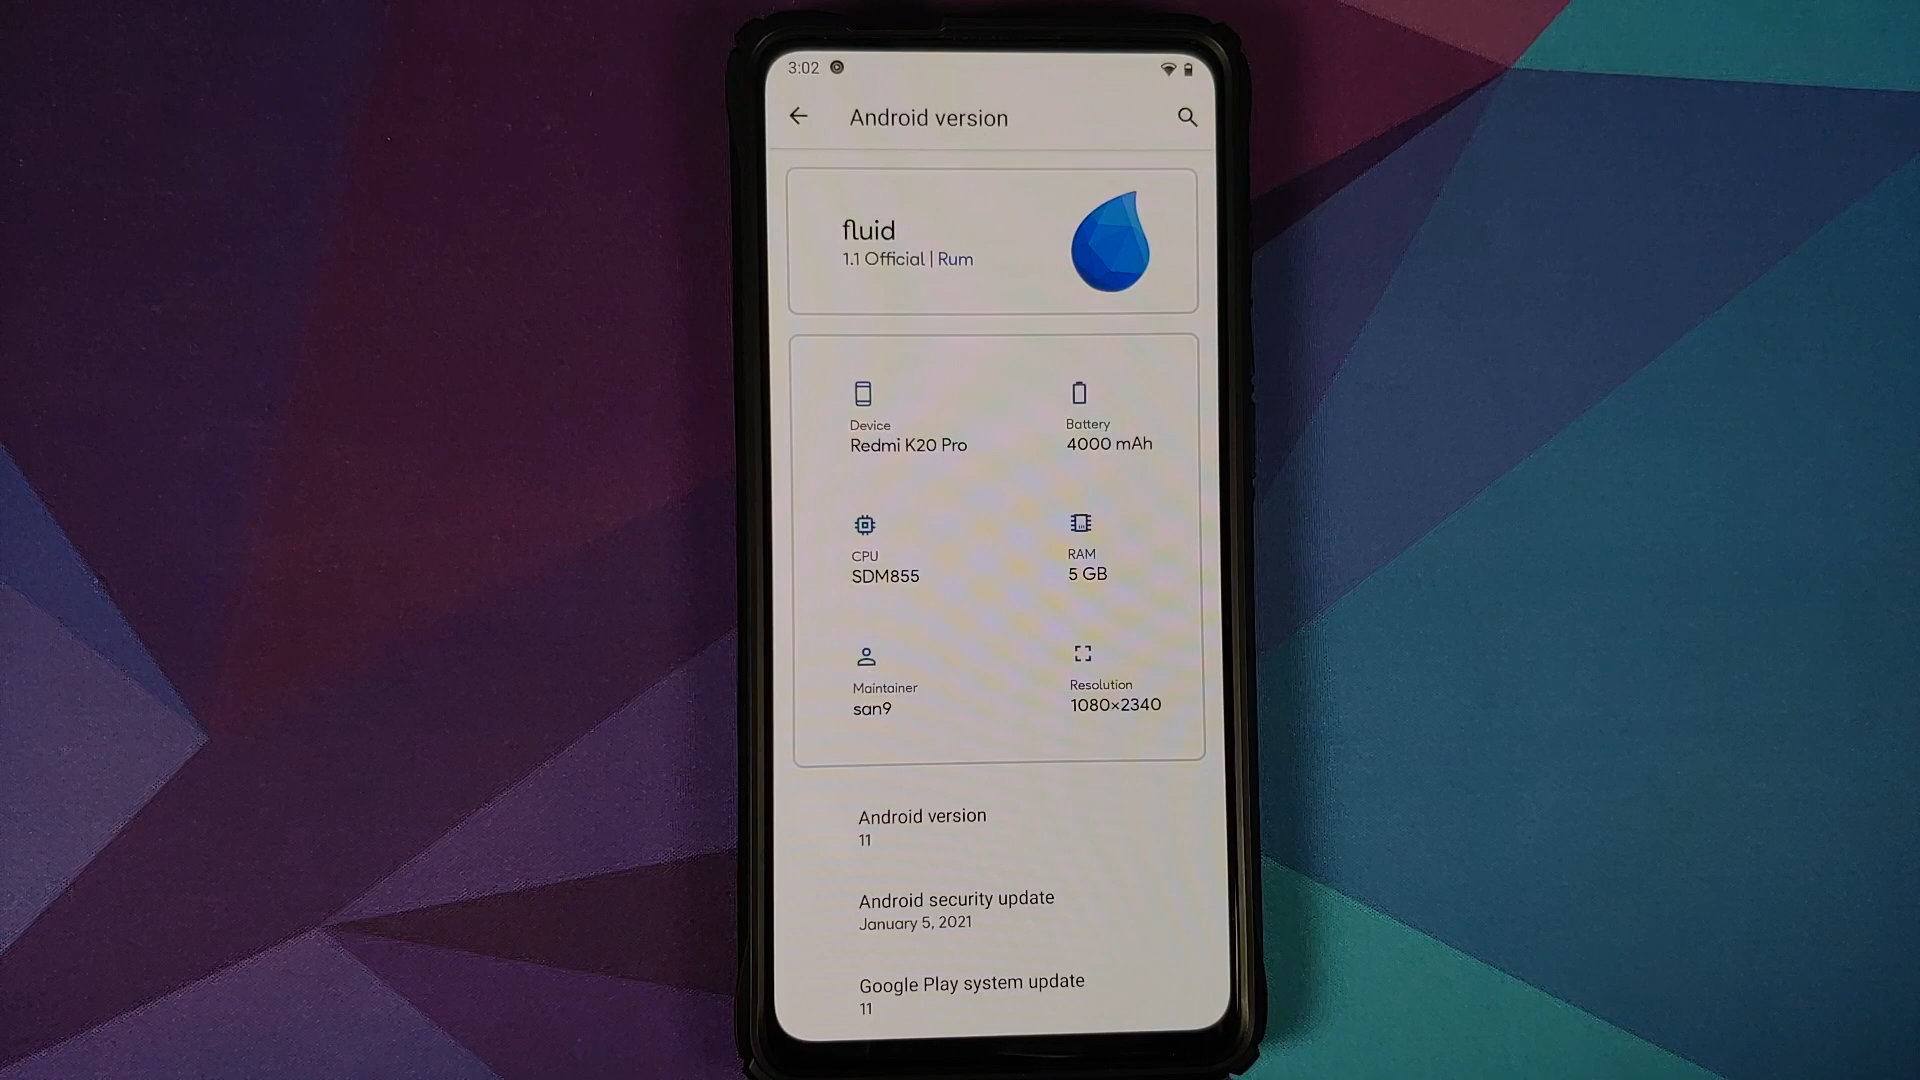 3:02
Android version
fluid
1.1 Official | Rum
Device
Redmi K20 Pro
Battery
4000 mAh
CPU
SDM855
RAM
5 GB
Maintainer
san9
Resolution
1080×2340
Android version
11
Android security update
January 5, 2021
Google Play system update
11